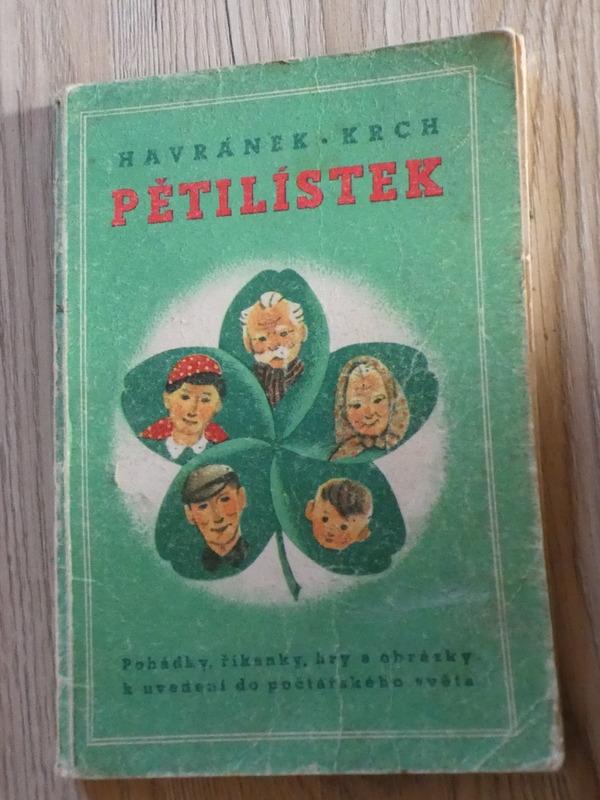 HAVRÁNEK · KRCH
PĚTILÍSTEK
Pohádky, říkanky, hry a obrázky
k uvedení do počtářského světa